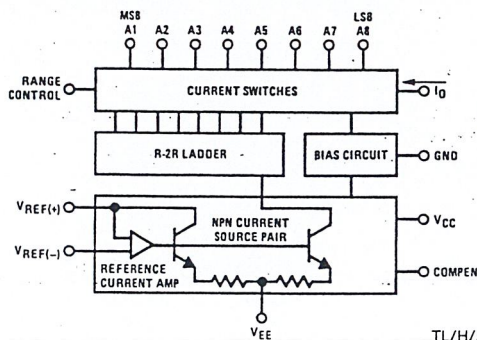 MSB LSB
A1 A2 A3 A4 A5 A6 A7 A8
RANGE
CONTROL
CURRENT SWITCHES
IO
R-2R LADDER
BIAS CIRCUIT
GND
VREF(+)
NPN CURRENT
SOURCE PAIR
VCC
VREF(–)
REFERENCE
CURRENT AMP
COMPEN
VEE
TL/H/